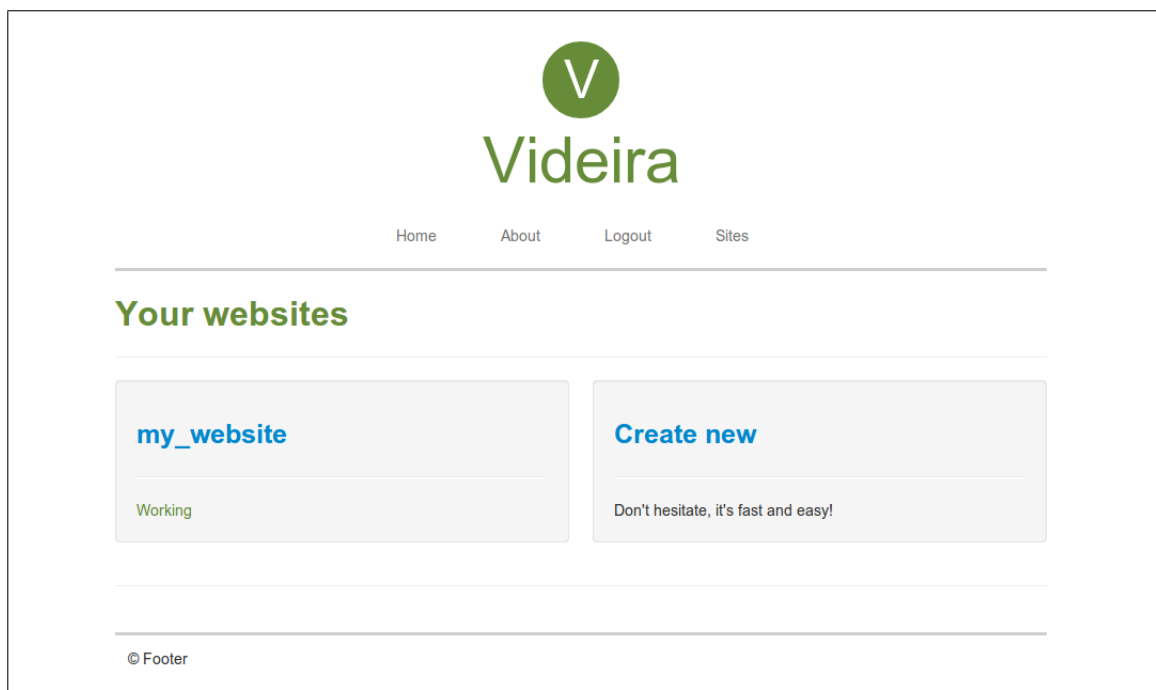 V
Videira
Home About Logout Sites
Your websites
my_website
Working
Create new
Don't hesitate, it's fast and easy!
© Footer